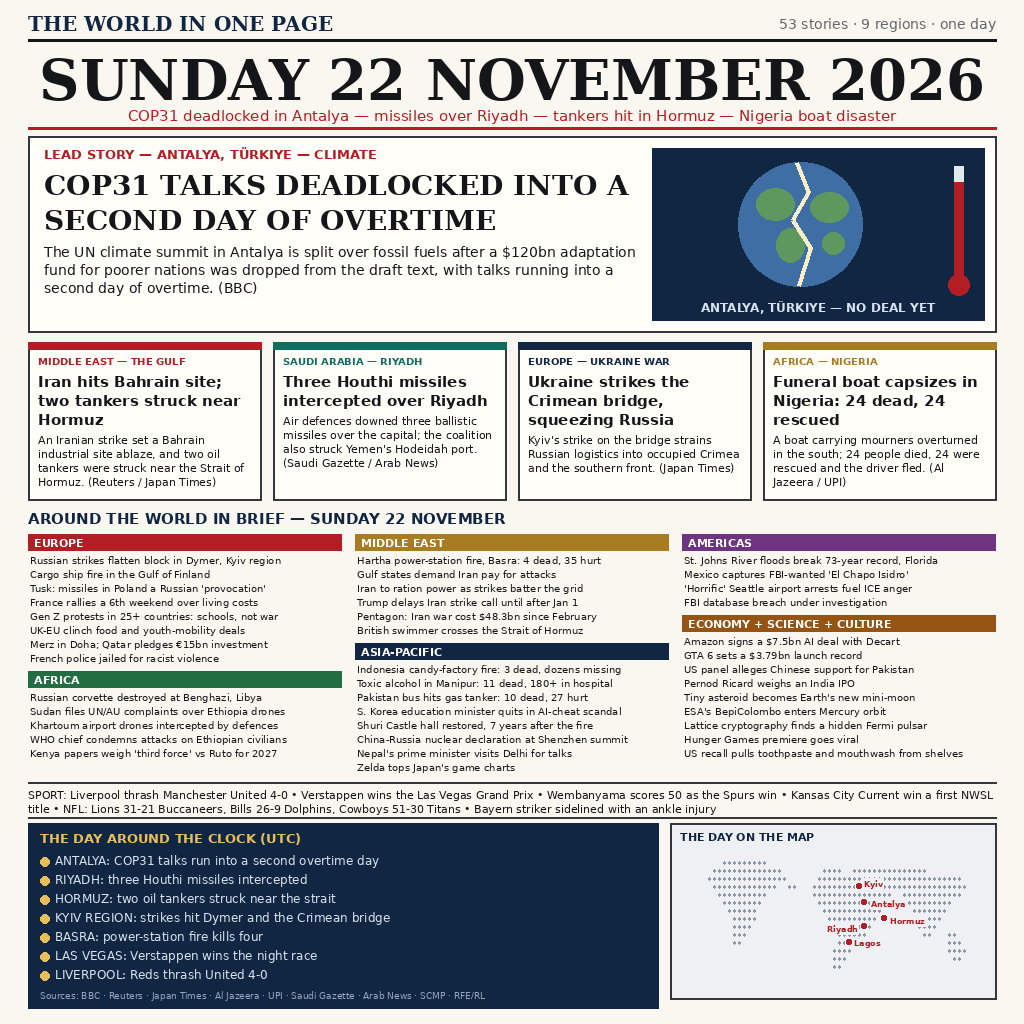 THE WORLD IN ONE PAGE
53 stories · 9 regions · one day
SUNDAY 22 NOVEMBER 2026
COP31 deadlocked in Antalya — missiles over Riyadh — tankers hit in Hormuz — Nigeria boat disaster
LEAD STORY — ANTALYA, TÜRKIYE — CLIMATE
COP31 TALKS DEADLOCKED INTO A
SECOND DAY OF OVERTIME
The UN climate summit in Antalya is split over fossil fuels after a $120bn adaptation
fund for poorer nations was dropped from the draft text, with talks running into a
second day of overtime. (BBC)
ANTALYA, TÜRKIYE — NO DEAL YET
MIDDLE EAST — THE GULF
Iran hits Bahrain site;
two tankers struck near
Hormuz
An Iranian strike set a Bahrain
industrial site ablaze, and two oil
tankers were struck near the Strait of
Hormuz. (Reuters / Japan Times)
SAUDI ARABIA — RIYADH
Three Houthi missiles
intercepted over Riyadh
Air defences downed three ballistic
missiles over the capital; the coalition
also struck Yemen's Hodeidah port.
(Saudi Gazette / Arab News)
EUROPE — UKRAINE WAR
Ukraine strikes the
Crimean bridge,
squeezing Russia
Kyiv's strike on the bridge strains
Russian logistics into occupied Crimea
and the southern front. (Japan Times)
AFRICA — NIGERIA
Funeral boat capsizes in
Nigeria: 24 dead, 24
rescued
A boat carrying mourners overturned
in the south; 24 people died, 24 were
rescued and the driver fled. (Al
Jazeera / UPI)
AROUND THE WORLD IN BRIEF — SUNDAY 22 NOVEMBER
EUROPE
Russian strikes flatten block in Dymer, Kyiv region
Cargo ship fire in the Gulf of Finland
Tusk: missiles in Poland a Russian 'provocation'
France rallies a 6th weekend over living costs
Gen Z protests in 25+ countries: schools, not war
UK-EU clinch food and youth-mobility deals
Merz in Doha; Qatar pledges €15bn investment
French police jailed for racist violence
AFRICA
Russian corvette destroyed at Benghazi, Libya
Sudan files UN/AU complaints over Ethiopia drones
Khartoum airport drones intercepted by defences
WHO chief condemns attacks on Ethiopian civilians
Kenya papers weigh 'third force' vs Ruto for 2027
MIDDLE EAST
Hartha power-station fire, Basra: 4 dead, 35 hurt
Gulf states demand Iran pay for attacks
Iran to ration power as strikes batter the grid
Trump delays Iran strike call until after Jan 1
Pentagon: Iran war cost $48.3bn since February
British swimmer crosses the Strait of Hormuz
ASIA-PACIFIC
Indonesia candy-factory fire: 3 dead, dozens missing
Toxic alcohol in Manipur: 11 dead, 180+ in hospital
Pakistan bus hits gas tanker: 10 dead, 27 hurt
S. Korea education minister quits in AI-cheat scandal
Shuri Castle hall restored, 7 years after the fire
China-Russia nuclear declaration at Shenzhen summit
Nepal's prime minister visits Delhi for talks
Zelda tops Japan's game charts
AMERICAS
St. Johns River floods break 73-year record, Florida
Mexico captures FBI-wanted 'El Chapo Isidro'
'Horrific' Seattle airport arrests fuel ICE anger
FBI database breach under investigation
ECONOMY + SCIENCE + CULTURE
Amazon signs a $7.5bn AI deal with Decart
GTA 6 sets a $3.79bn launch record
US panel alleges Chinese support for Pakistan
Pernod Ricard weighs an India IPO
Tiny asteroid becomes Earth's new mini-moon
ESA's BepiColombo enters Mercury orbit
Lattice cryptography finds a hidden Fermi pulsar
Hunger Games premiere goes viral
US recall pulls toothpaste and mouthwash from shelves
SPORT: Liverpool thrash Manchester United 4-0 • Verstappen wins the Las Vegas Grand Prix • Wembanyama scores 50 as the Spurs win • Kansas City Current win a first NWSL
title • NFL: Lions 31-21 Buccaneers, Bills 26-9 Dolphins, Cowboys 51-30 Titans • Bayern striker sidelined with an ankle injury
THE DAY AROUND THE CLOCK (UTC)
ANTALYA: COP31 talks run into a second overtime day
RIYADH: three Houthi missiles intercepted
HORMUZ: two oil tankers struck near the strait
KYIV REGION: strikes hit Dymer and the Crimean bridge
BASRA: power-station fire kills four
LAS VEGAS: Verstappen wins the night race
LIVERPOOL: Reds thrash United 4-0
Sources: BBC · Reuters · Japan Times · Al Jazeera · UPI · Saudi Gazette · Arab News · SCMP · RFE/RL
THE DAY ON THE MAP
Kyiv
Antalya
Hormuz
Riyadh
Lagos